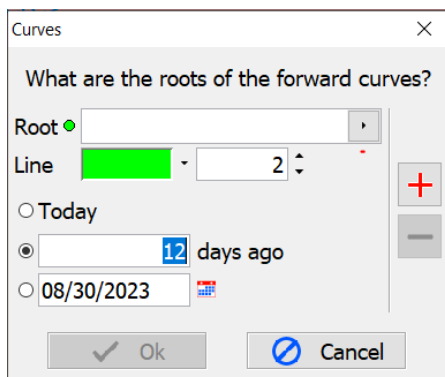 Curves
What are the roots of the forward curves?
Root
Line 2
Today
12 days ago
08/30/2023
Ok Cancel